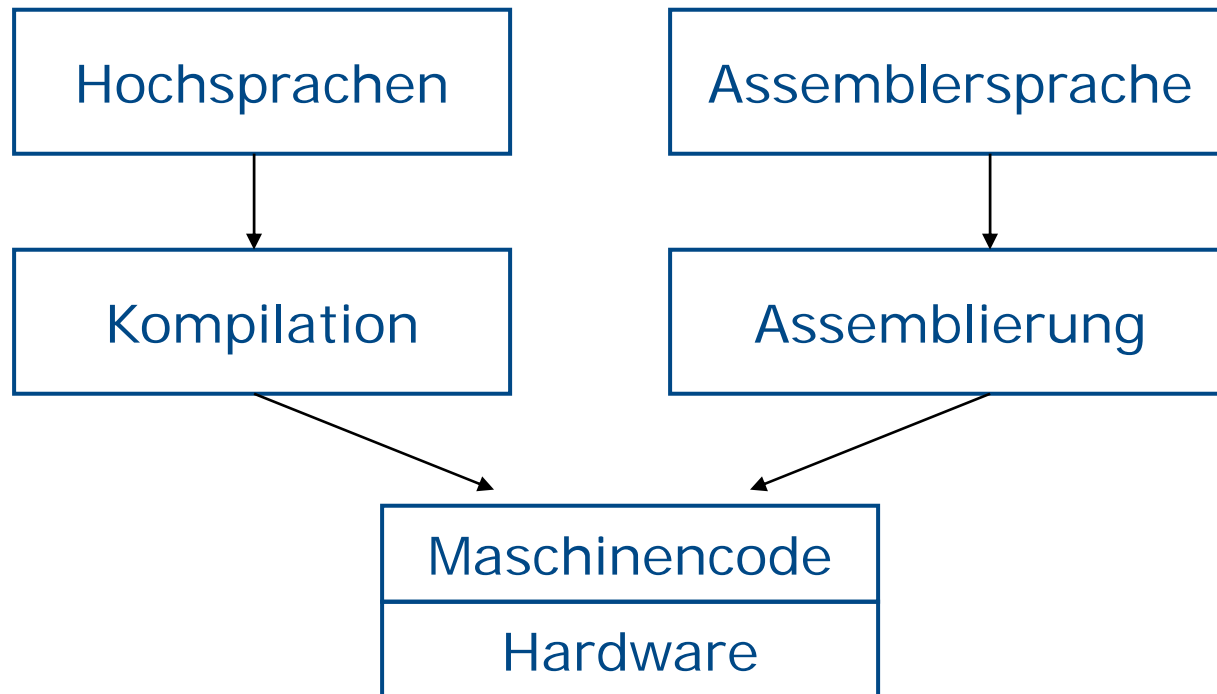 Hochsprachen
Assemblersprache
Kompilation
Assemblierung
Maschinencode
Hardware